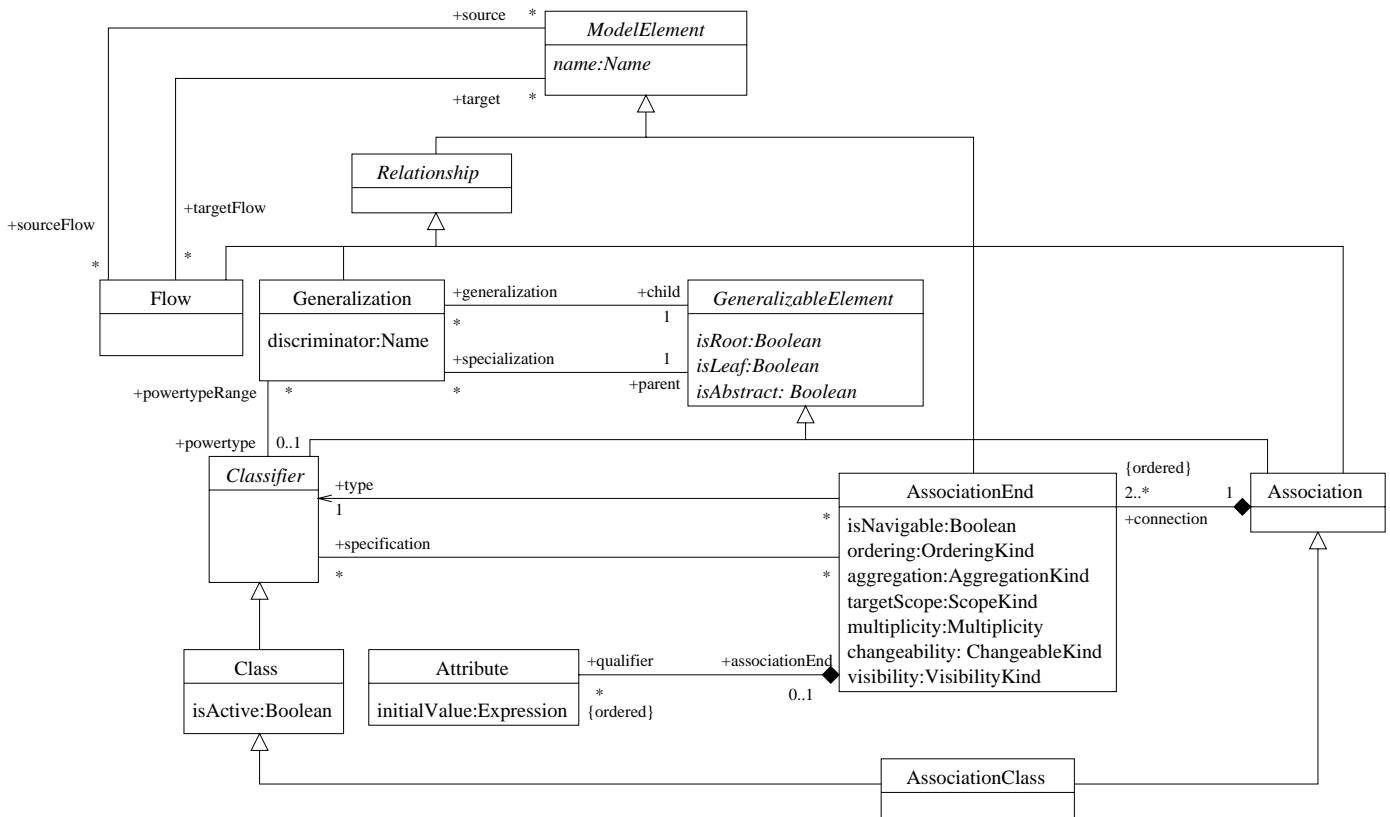 +source *
ModelElement
name:Name
+target *
Relationship
+targetFlow
+sourceFlow
*
*
Flow
Generalization
discriminator:Name
+generalization +child
* 1
+specialization 1
* +parent
GeneralizableElement
isRoot:Boolean
isLeaf:Boolean
isAbstract: Boolean
+powertypeRange *
+powertype 0..1
Classifier
+type
1 *
+specification
* *
AssociationEnd
isNavigable:Boolean
ordering:OrderingKind
aggregation:AggregationKind
targetScope:ScopeKind
multiplicity:Multiplicity
changeability: ChangeableKind
visibility:VisibilityKind
{ordered}
2..* 1
+connection
Association
Class
isActive:Boolean
Attribute
initialValue:Expression
+qualifier +associationEnd
* 0..1
{ordered}
AssociationClass